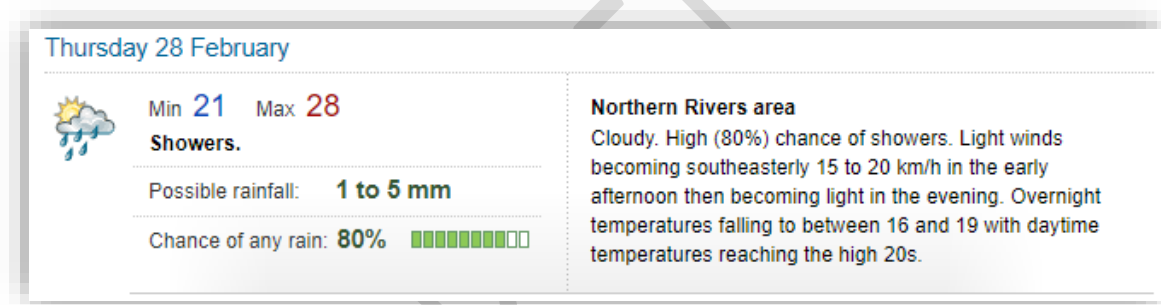 Thursday 28 February
Min 21 Max 28
Showers.
Possible rainfall: 1 to 5 mm
Chance of any rain: 80%
Northern Rivers area
Cloudy. High (80%) chance of showers. Light winds
becoming southeasterly 15 to 20 km/h in the early
afternoon then becoming light in the evening. Overnight
temperatures falling to between 16 and 19 with daytime
temperatures reaching the high 20s.